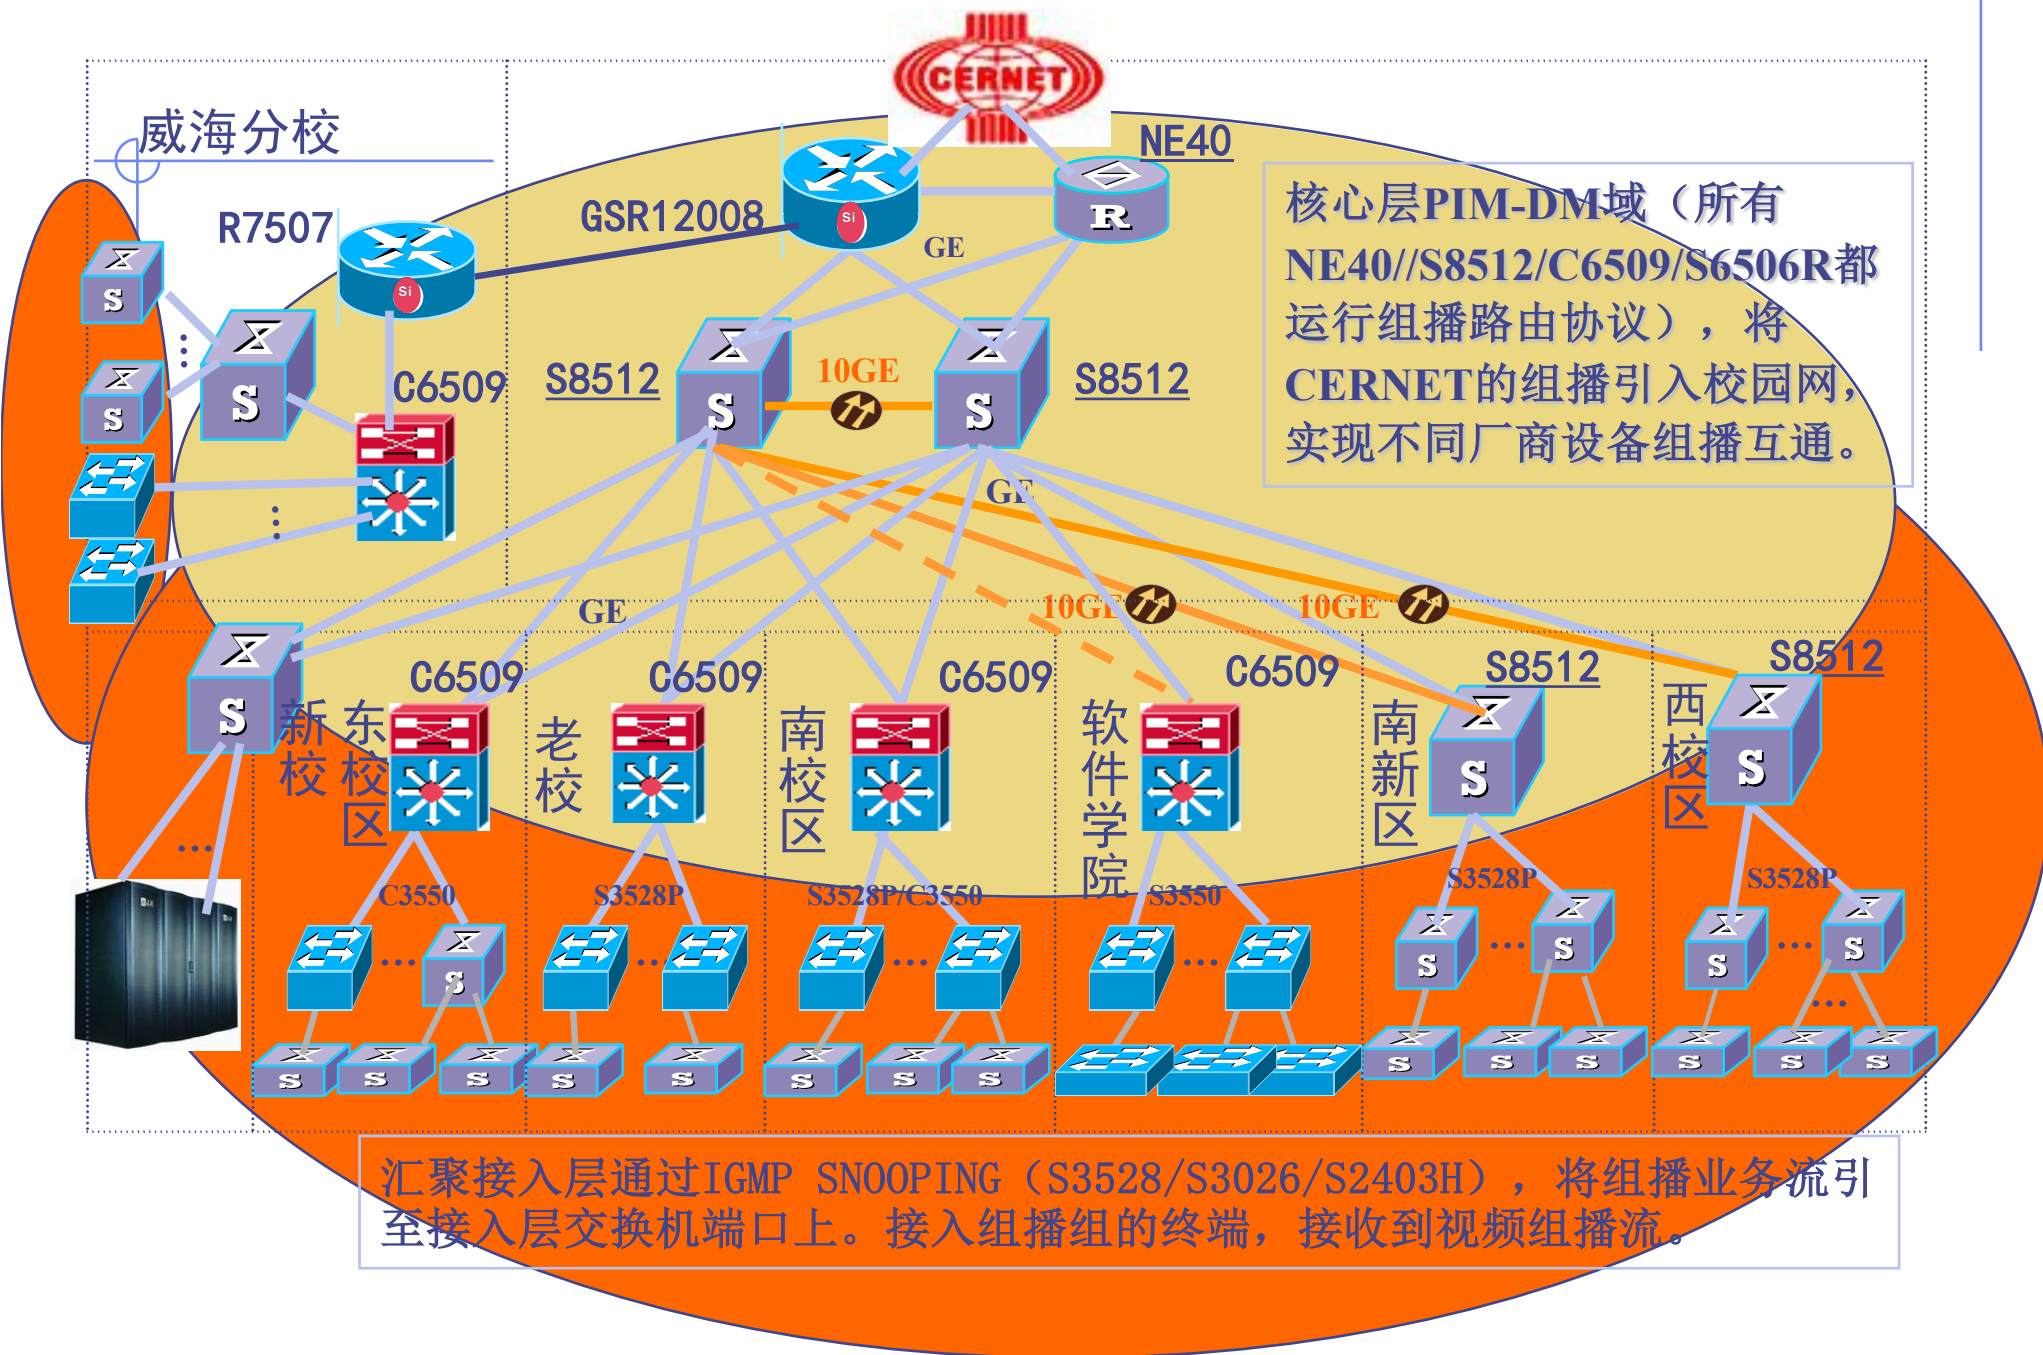 CERNET
威海分校
NE40
R7507
GSR12008
Si
Si
R
GE
核心层PIM-DM域（所有
NE40//S8512/C6509/S6506R都
运行组播路由协议），将
CERNET的组播引入校园网，
实现不同厂商设备组播互通。
S
S
S
C6509
S8512
10GE
S8512
S
S
GE
GE
10GE
10GE
S
C6509
C6509
C6509
C6509
S8512
S8512
新校
东校区
老校
南校区
软件学院
南新区
西校区
S
S
...
C3550
S3528P
S3528P/C3550
S3550
S3528P
S3528P
...
S
...
...
...
S
...
S
S
...
S
...
S
S
S
S
S
S
S
S
S
S
S
S
S
S
汇聚接入层通过IGMP SNOOPING（S3528/S3026/S2403H），将组播业务流引
至接入层交换机端口上。接入组播组的终端，接收到视频组播流。